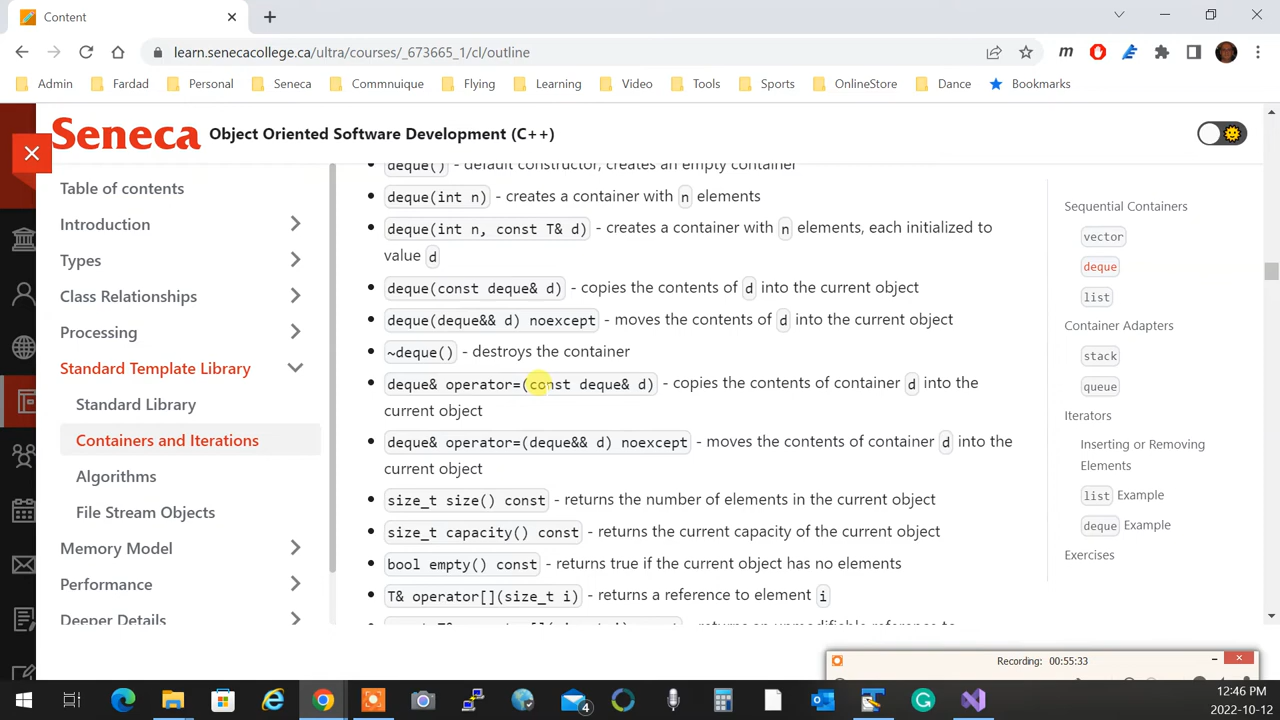 Content
learn.senecacollege.ca/ultra/courses/_673665_1/cl/outline
Admin
Fardad
Personal
Seneca
Commnuique
Flying
Learning
Video
Tools
Sports
OnlineStore
Dance
Bookmarks
Seneca
Object Oriented Software Development (C++)
Table of contents
Introduction
Types
Class Relationships
Processing
Standard Template Library
Standard Library
Containers and Iterations
Algorithms
File Stream Objects
Memory Model
Performance
Deeper Details
deque() - default constructor, creates an empty container
deque(int n) - creates a container with n elements
deque(int n, const T& d) - creates a container with n elements, each initialized to
value d
deque(const deque& d) - copies the contents of d into the current object
deque(deque&& d) noexcept - moves the contents of d into the current object
~deque() - destroys the container
deque& operator=(const deque& d) - copies the contents of container d into the
current object
deque& operator=(deque&& d) noexcept - moves the contents of container d into the
current object
size_t size() const - returns the number of elements in the current object
size_t capacity() const - returns the current capacity of the current object
bool empty() const - returns true if the current object has no elements
T& operator[](size_t i) - returns a reference to element i
Sequential Containers
vector
deque
list
Container Adapters
stack
queue
Iterators
Inserting or Removing
Elements
list Example
deque Example
Exercises
Recording: 00:55:33
4
12:46 PM
2022-10-12